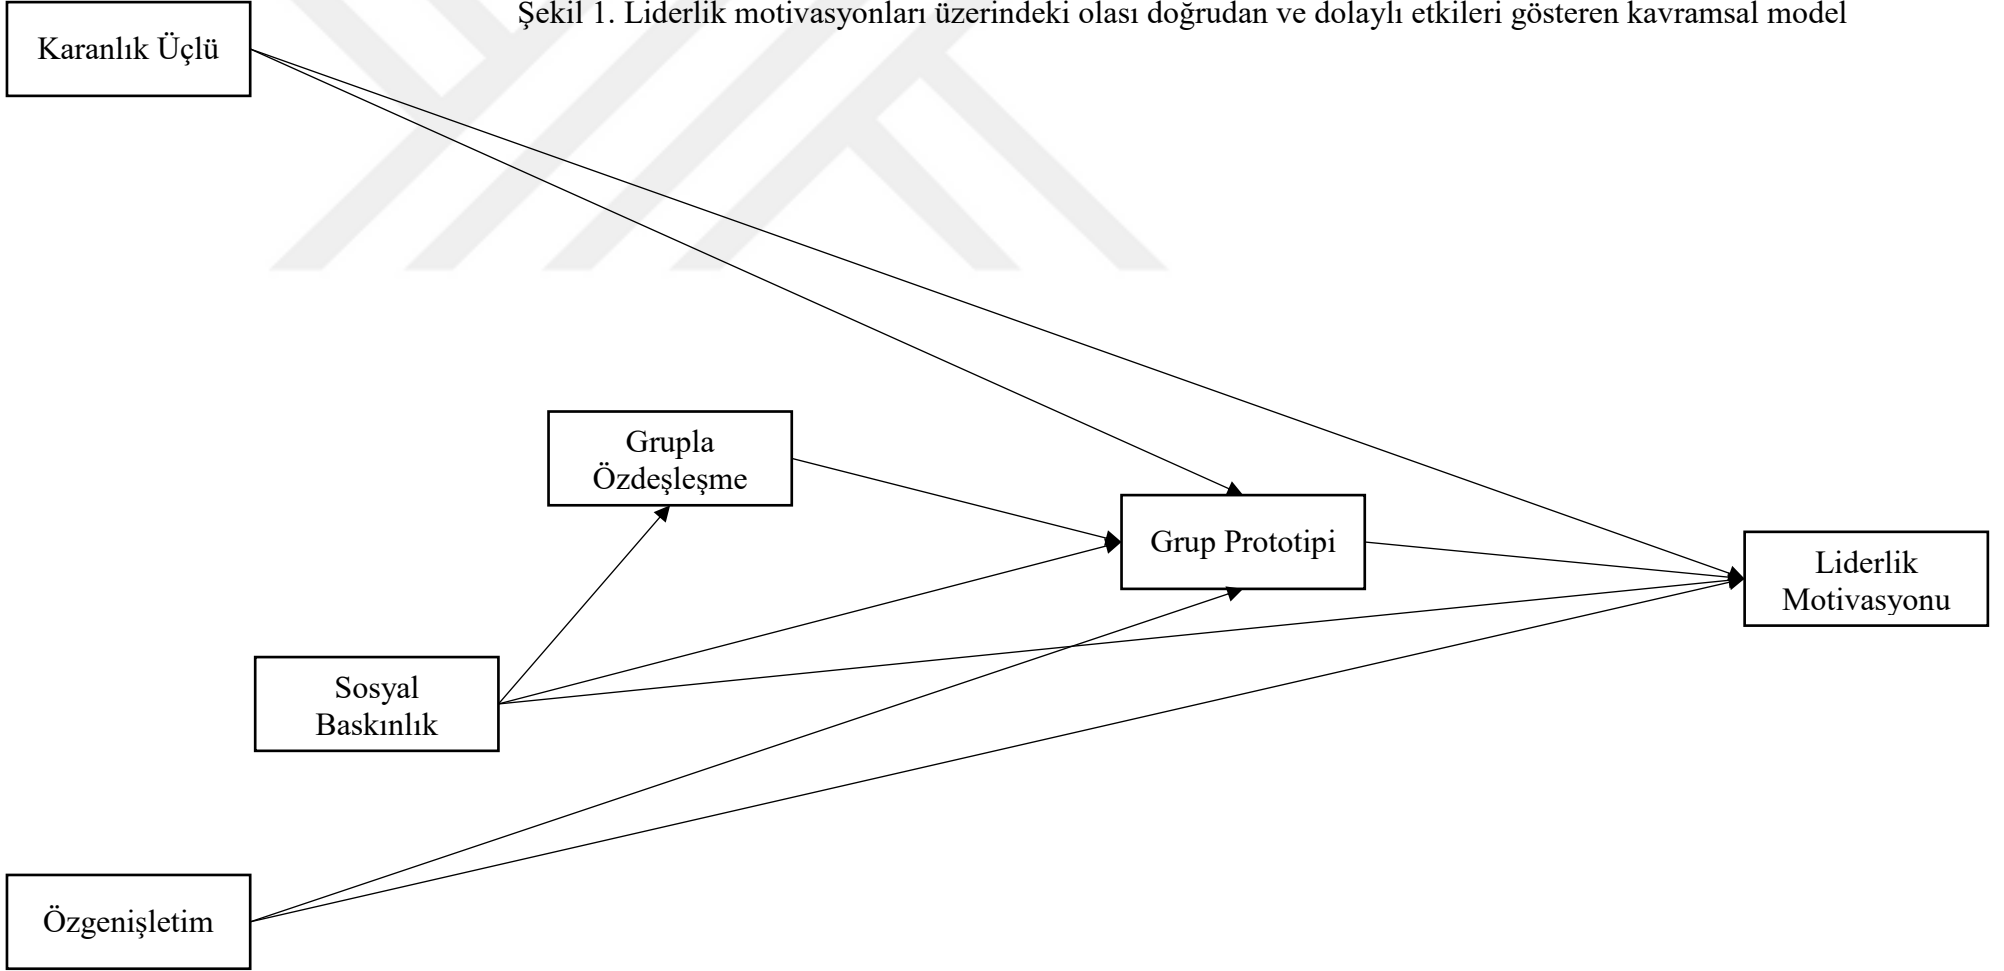 Şekil 1. Liderlik motivasyonları üzerindeki olası doğrudan ve dolaylı etkileri gösteren kavramsal model
Karanlık Üçlü
Grupla
Özdeşleşme
Grup Prototipi
Liderlik
Motivasyonu
Sosyal
Baskınlık
Özgenişletim